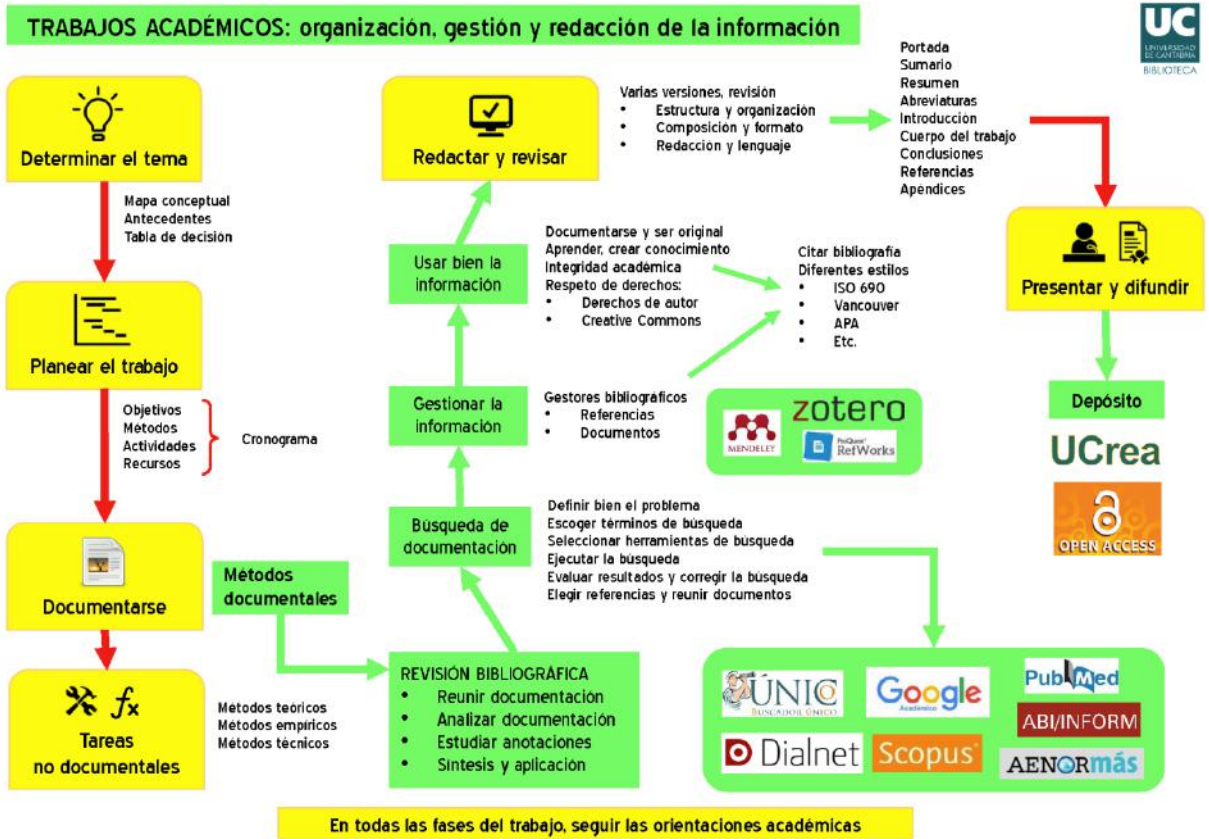 TRABAJOS ACADÉMICOS: organización, gestión y redacción de la información
UC
UNIVERSIDAD
DE CANTABRIA
BIBLIOTECA
Determinar el tema
Mapa conceptual
Antecedentes
Tabla de decisión
Planear el trabajo
Objetivos
Métodos
Actividades
Recursos
Cronograma
Documentarse
Tareas
no documentales
Métodos teóricos
Métodos empíricos
Métodos técnicos
Métodos
documentales
REVISIÓN BIBLIOGRÁFICA
• Reunir documentación
• Analizar documentación
• Estudiar anotaciones
• Síntesis y aplicación
Búsqueda de
documentación
Definir bien el problema
Escoger términos de búsqueda
Seleccionar herramientas de búsqueda
Ejecutar la búsqueda
Evaluar resultados y corregir la búsqueda
Elegir referencias y reunir documentos
ÚNICO
BUSCADOR ÚNICO
Google
Académico
PubMed
ABI/INFORM
Dialnet
Scopus
AENORmás
Gestionar la
información
Gestores bibliográficos
• Referencias
• Documentos
MENDELEY
zotero
ProQuest
RefWorks
Usar bien la
información
Documentarse y ser original
Aprender, crear conocimiento
Integridad académica
Respeto de derechos:
• Derechos de autor
• Creative Commons
Citar bibliografía
Diferentes estilos
• ISO 690
• Vancouver
• APA
• Etc.
Redactar y revisar
Varias versiones, revisión
• Estructura y organización
• Composición y formato
• Redacción y lenguaje
Portada
Sumario
Resumen
Abreviaturas
Introducción
Cuerpo del trabajo
Conclusiones
Referencias
Apéndices
Presentar y difundir
Depósito
UCrea
OPEN ACCESS
En todas las fases del trabajo, seguir las orientaciones académicas